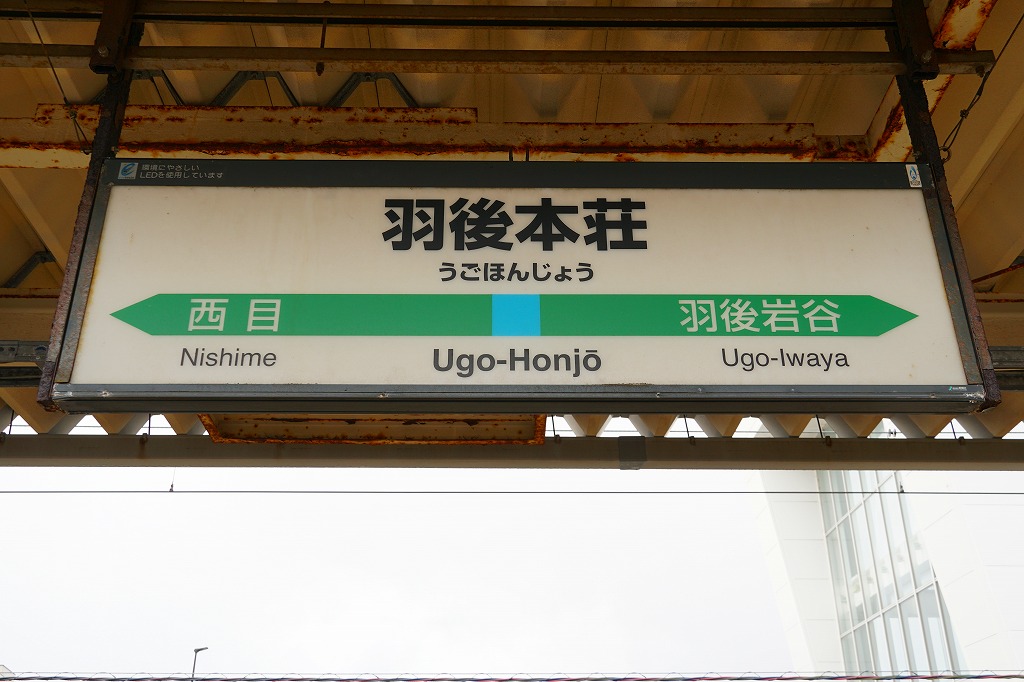 環境にやさしい
LEDを使用しています
羽後本荘
うごほんじょう
西目
羽後岩谷
Nishime
Ugo-Honjō
Ugo-Iwaya